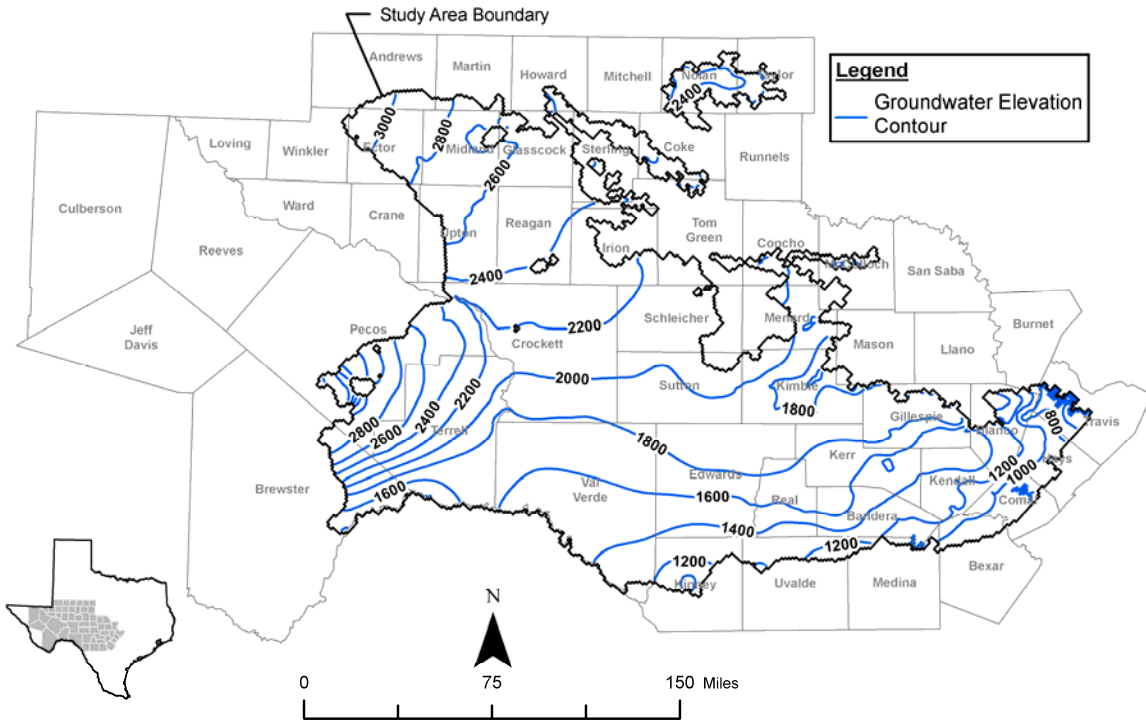 Study Area Boundary
Andrews
Martin
Howard
Mitchell
Nolan
Taylor
2400
Legend
Groundwater Elevation
Contour
3000
2800
Loving
Winkler
Ector
Midland
Glasscock
Sterling
Coke
Runnels
2600
Culberson
Ward
Crane
Upton
Reagan
Irion
Tom
Green
Concho
McCulloch
San Saba
Reeves
2400
Jeff
Davis
Pecos
2200
Crockett
Schleicher
Menard
Mason
Llano
Burnet
2000
Sutton
Kimble
1800
2800
2600
2400
2200
Terrell
Gillespie
Blanco
800
Travis
Hays
1800
Kerr
1200
1000
Brewster
1600
Val
Verde
Edwards
1600
Real
Kendall
Comal
Bandera
1400
1200
1200
Kinney
Uvalde
Medina
Bexar
N
0
75
150 Miles